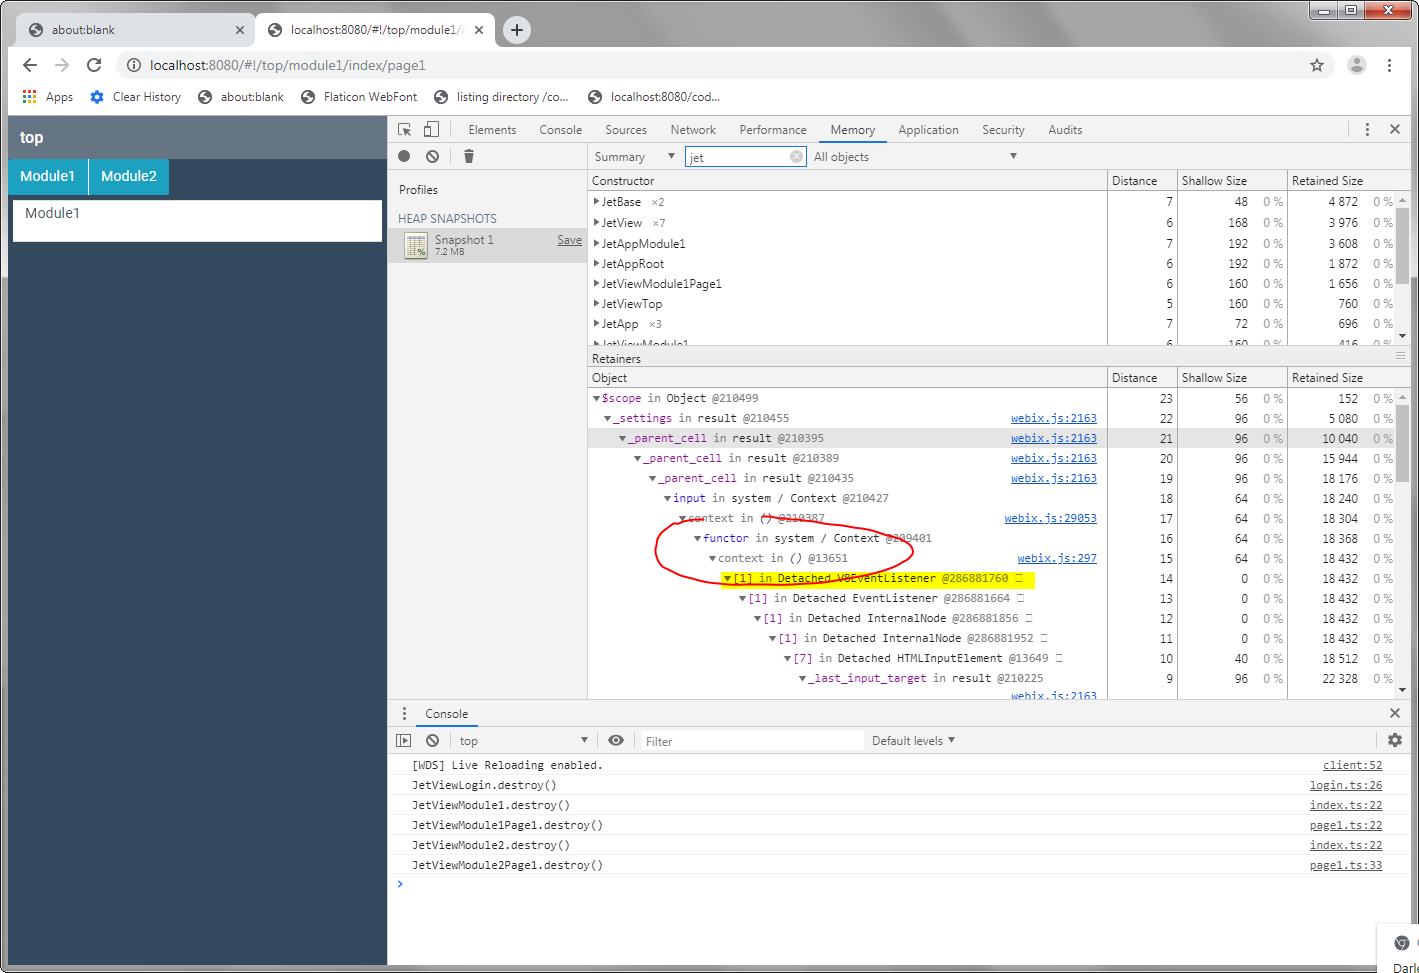 about:blank
localhost:8080/#!/top/module1/i
localhost:8080/#!/top/module1/index/page1
Apps Clear History about:blank Flaticon WebFont listing directory /co... localhost:8080/cod...
top
Module1 Module2
Module1
Elements Console Sources Network Performance Memory Application Security Audits
Summary jet All objects
Profiles
HEAP SNAPSHOTS
Snapshot 1 Save
7.2 MB
Constructor Distance Shallow Size Retained Size
JetBase ×2 7 48 0 % 4 872 0 %
JetView ×7 6 168 0 % 3 976 0 %
JetAppModule1 7 192 0 % 3 608 0 %
JetAppRoot 6 192 0 % 1 872 0 %
JetViewModule1Page1 6 160 0 % 1 656 0 %
JetViewTop 5 160 0 % 760 0 %
JetApp ×3 7 72 0 % 696 0 %
JetViewModule1 6 160 0 % 416 0 %
Retainers
Object Distance Shallow Size Retained Size
$scope in Object @210499 23 56 0 % 152 0 %
_settings in result @210455 webix.js:2163 22 96 0 % 5 080 0 %
_parent_cell in result @210395 webix.js:2163 21 96 0 % 10 040 0 %
_parent_cell in result @210389 webix.js:2163 20 96 0 % 15 944 0 %
_parent_cell in result @210435 webix.js:2163 19 96 0 % 18 176 0 %
input in system / Context @210427 18 64 0 % 18 240 0 %
context in () @210387 webix.js:29053 17 64 0 % 18 304 0 %
functor in system / Context @209401 16 64 0 % 18 368 0 %
context in () @13651 webix.js:297 15 64 0 % 18 432 0 %
[1] in Detached V8EventListener @286881760 14 0 0 % 18 432 0 %
[1] in Detached EventListener @286881664 13 0 0 % 18 432 0 %
[1] in Detached InternalNode @286881856 12 0 0 % 18 432 0 %
[1] in Detached InternalNode @286881952 11 0 0 % 18 432 0 %
[7] in Detached HTMLInputElement @13649 10 40 0 % 18 512 0 %
_last_input_target in result @210225 9 96 0 % 22 328 0 %
webix.js:2163
Console
top Filter Default levels
[WDS] Live Reloading enabled. client:52
JetViewLogin.destroy() login.ts:26
JetViewModule1.destroy() index.ts:22
JetViewModule1Page1.destroy() page1.ts:22
JetViewModule2.destroy() index.ts:22
JetViewModule2Page1.destroy() page1.ts:33